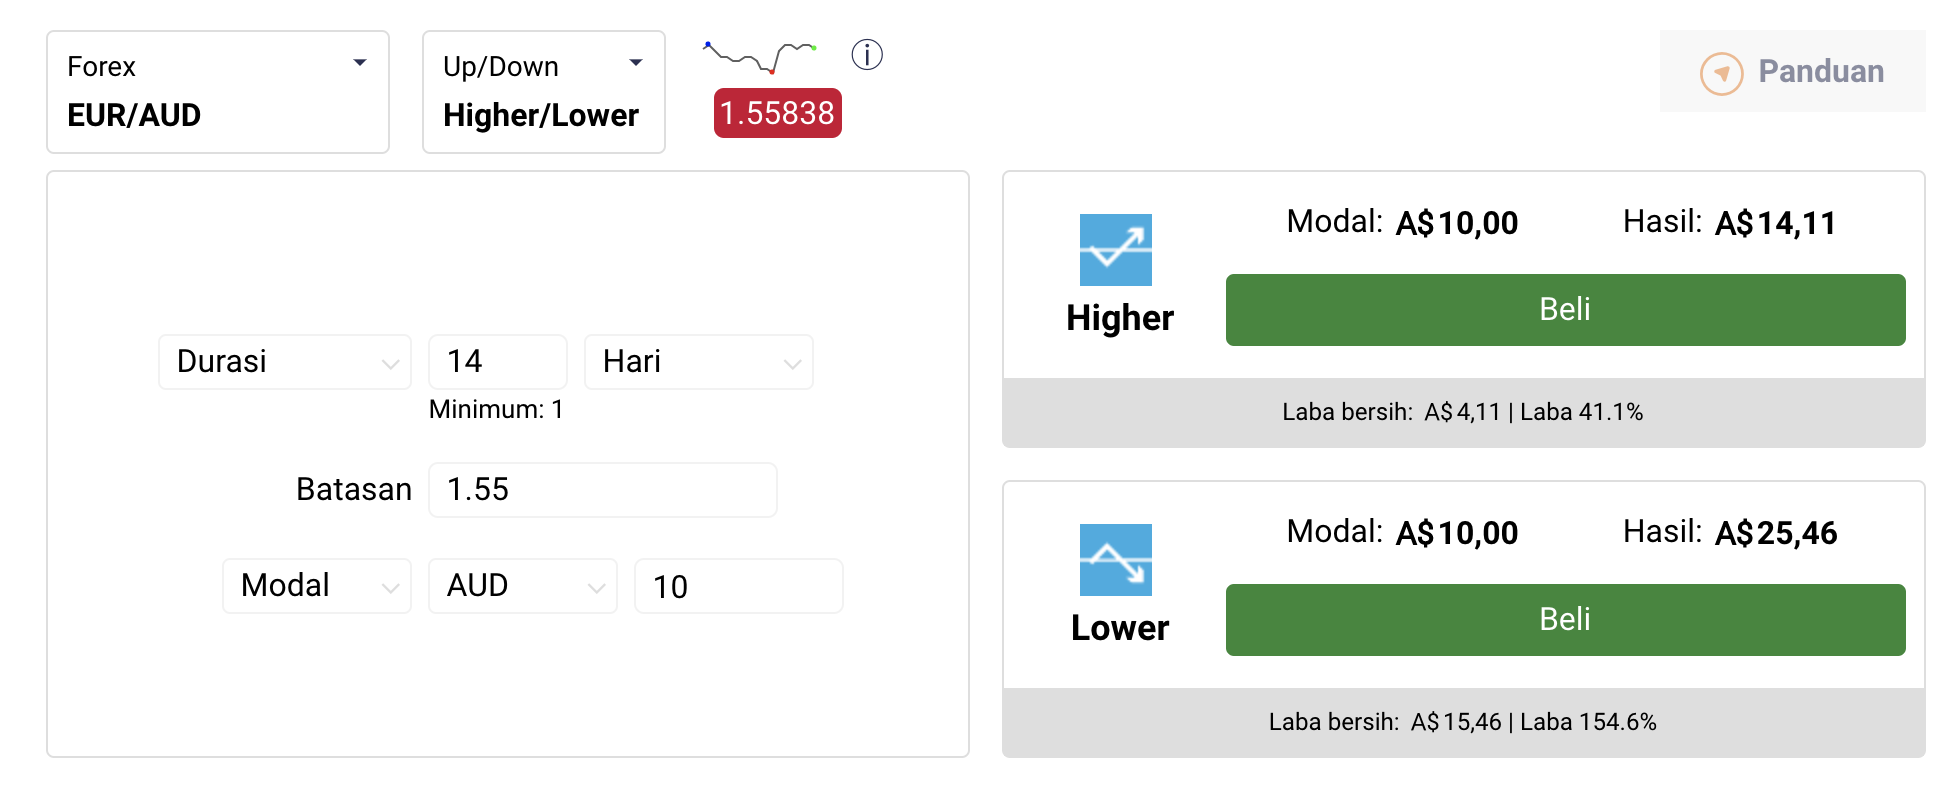 Forex
EUR/AUD
Up/Down
Higher/Lower
1.55838
Panduan
Durasi 14 Hari
Minimum: 1
Batasan 1.55
Modal AUD 10
Modal: A$10,00 Hasil: A$14,11
Higher
Beli
Laba bersih: A$4,11 | Laba 41.1%
Modal: A$10,00 Hasil: A$25,46
Lower
Beli
Laba bersih: A$15,46 | Laba 154.6%